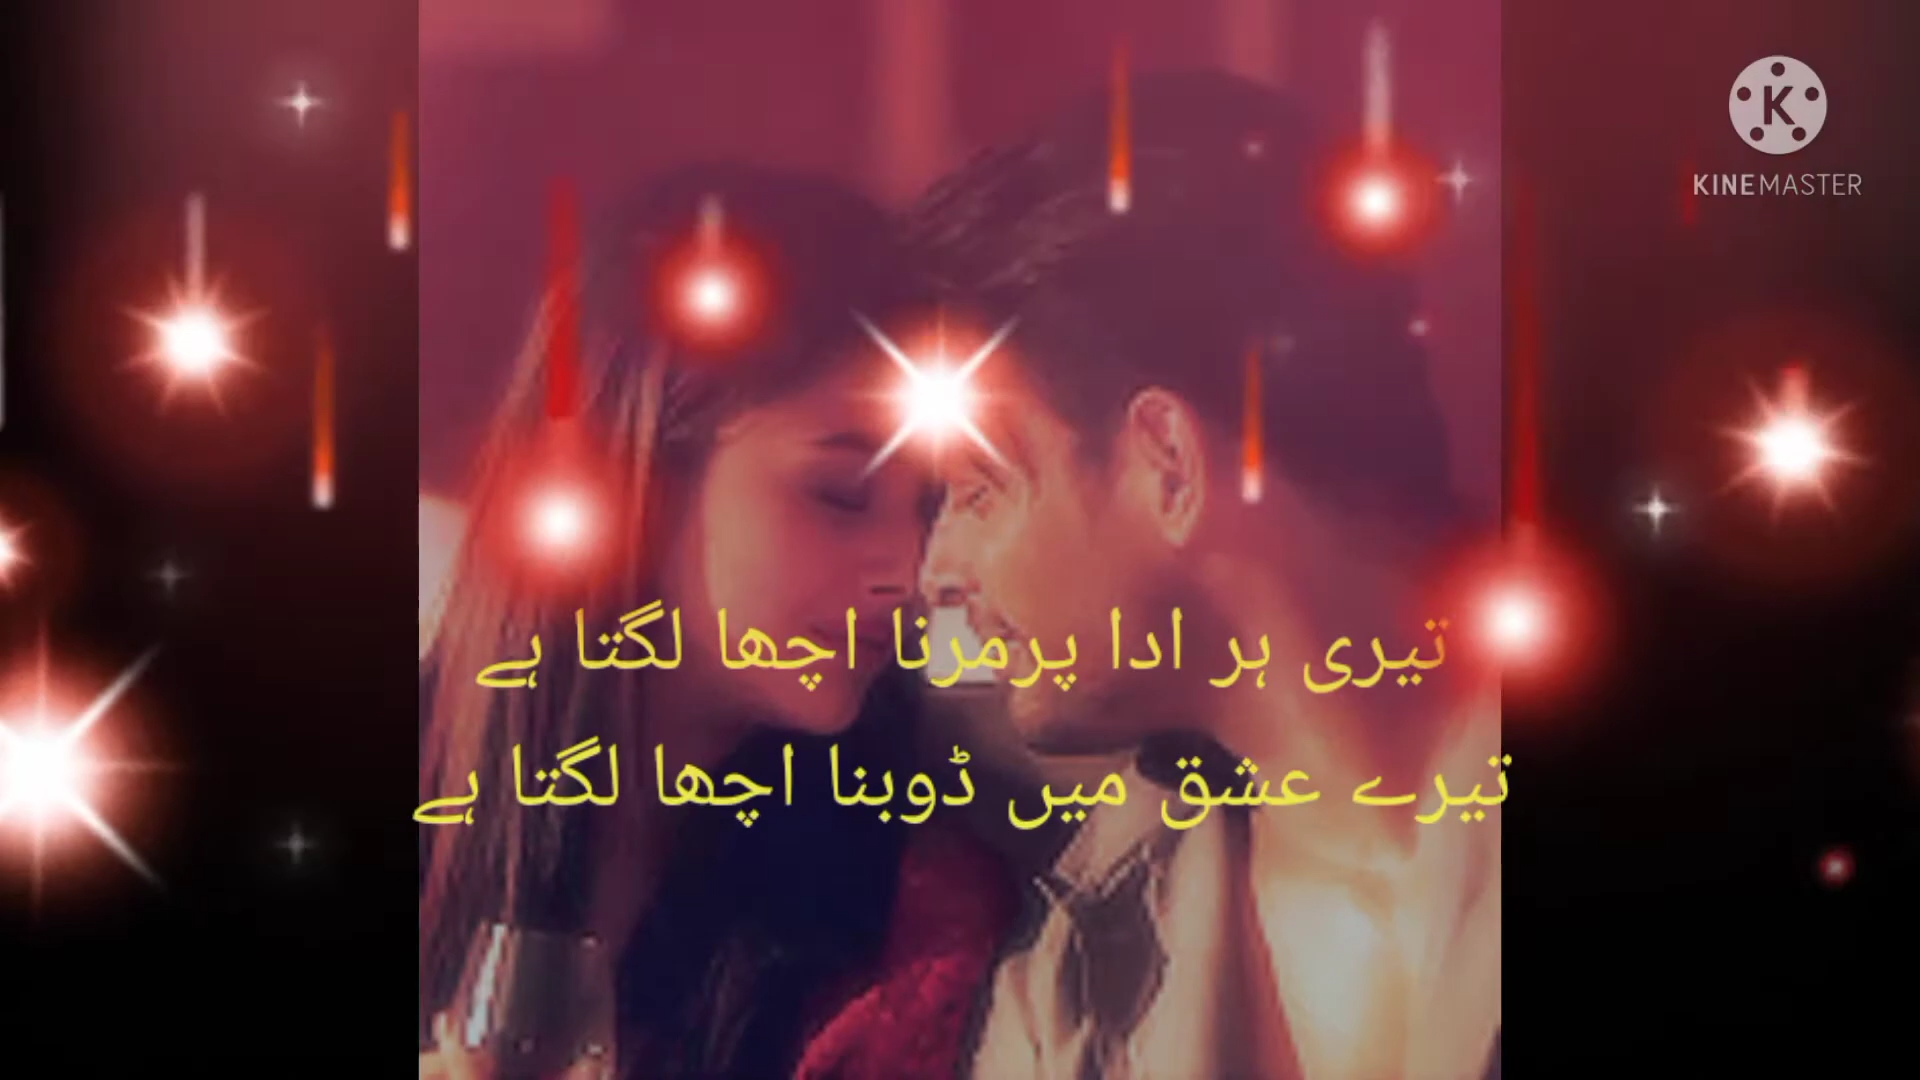 KINEMASTER
تیری ہر ادا پرمرنا اچھا لگتا ہے
تیرے عشق میں ڈوبنا اچھا لگتا ہے